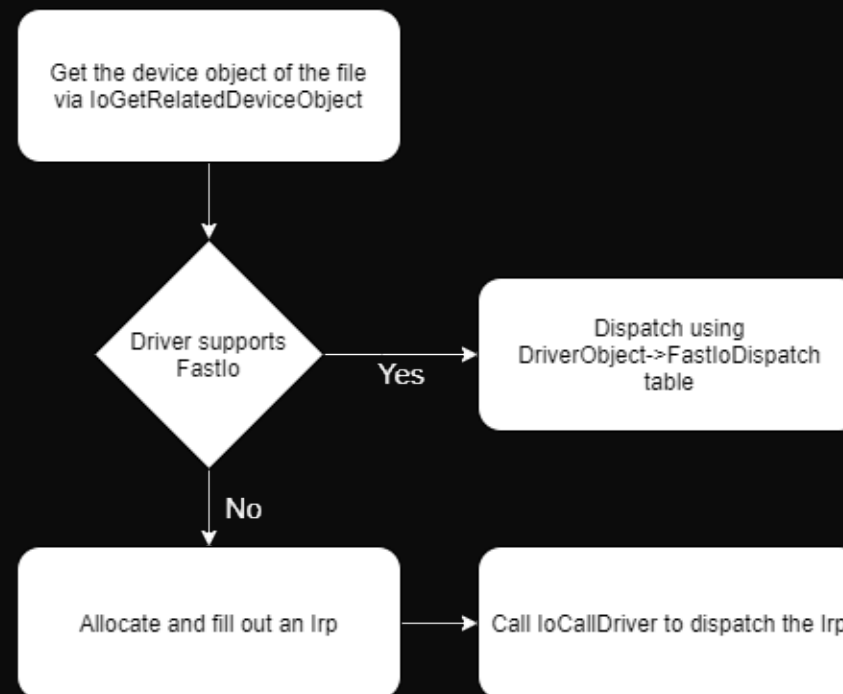 Get the device object of the file
via IoGetRelatedDeviceObject
Driver supports
FastIo
Yes
Dispatch using
DriverObject->FastIoDispatch
table
No
Allocate and fill out an Irp
Call IoCallDriver to dispatch the Irp